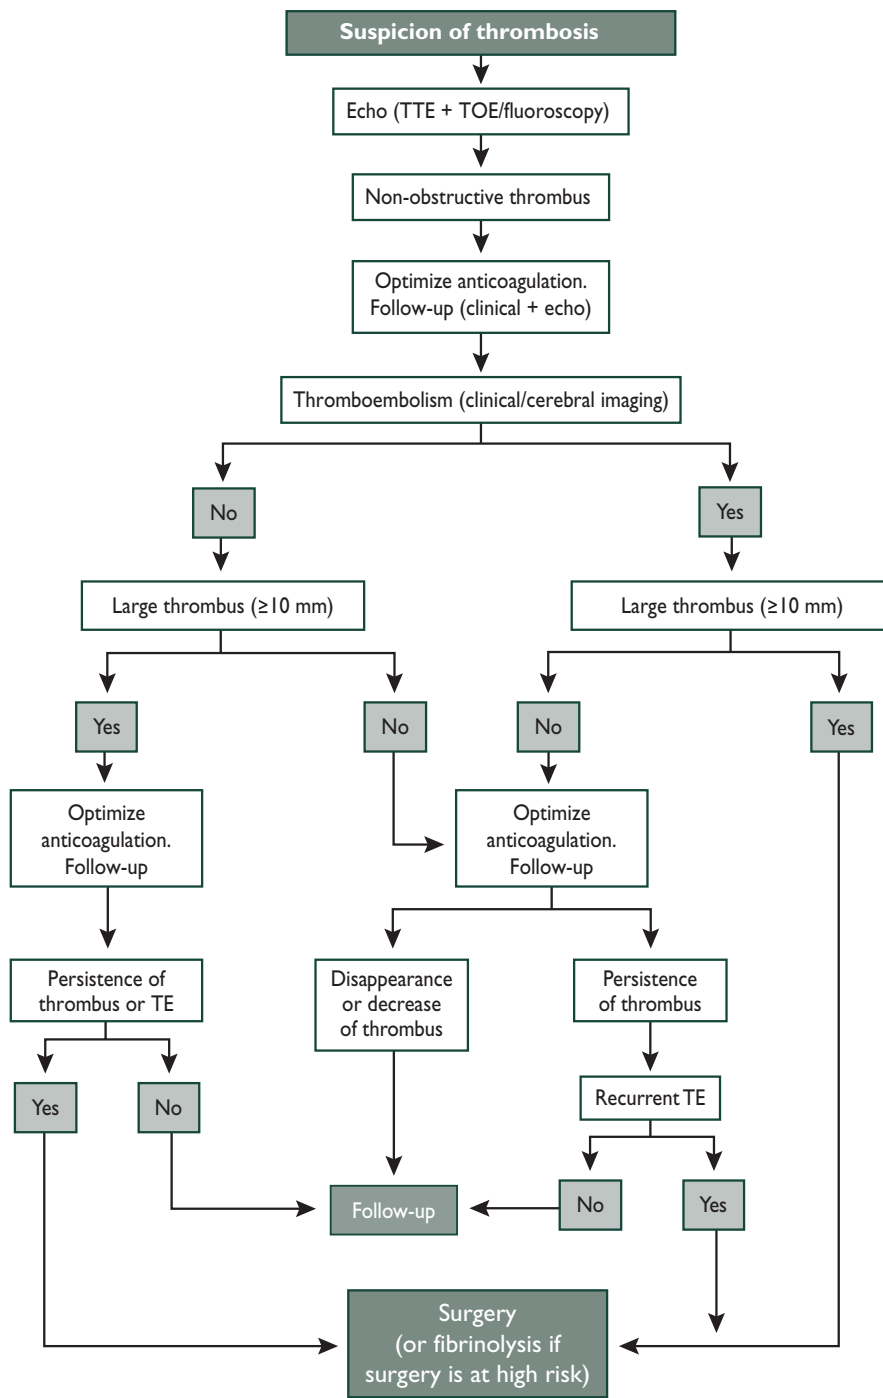 Suspicion of thrombosis
Echo (TTE + TOE/fluoroscopy)
Non-obstructive thrombus
Optimize anticoagulation.
Follow-up (clinical + echo)
Thromboembolism (clinical/cerebral imaging)
No
Yes
Large thrombus (≥10 mm)
Large thrombus (≥10 mm)
Yes
No
No
Yes
Optimize
anticoagulation.
Follow-up
Optimize
anticoagulation.
Follow-up
Persistence of
thrombus or TE
Disappearance
or decrease
of thrombus
Persistence
of thrombus
Recurrent TE
Yes
No
No
Yes
Follow-up
Surgery
(or fibrinolysis if
surgery is at high risk)